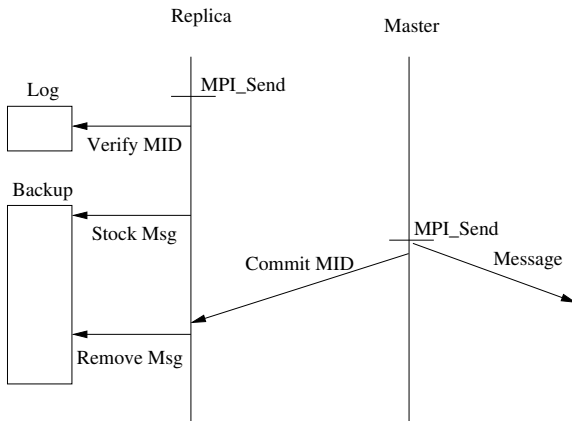 Replica
Master
MPI_Send
Log
Verify MID
Backup
Stock Msg
MPI_Send
Commit MID
Message
Remove Msg